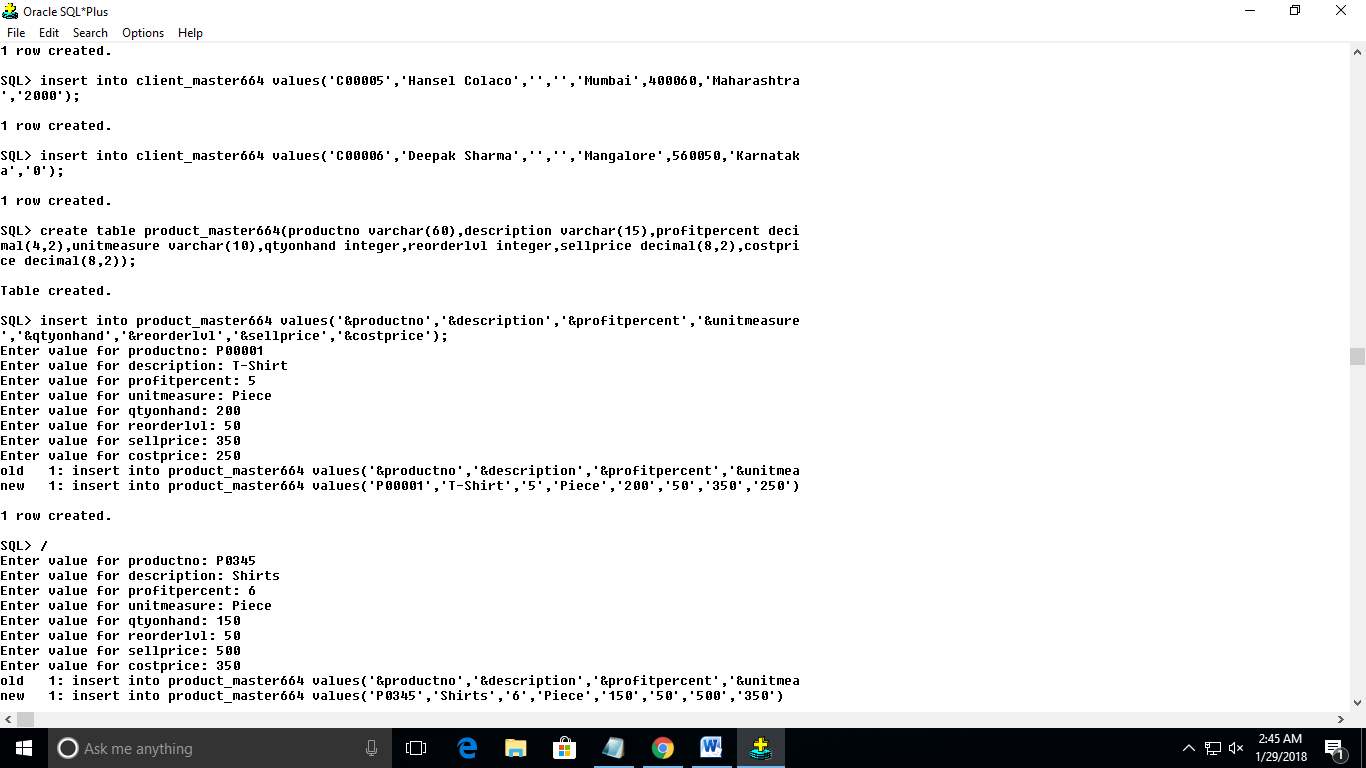 Oracle SQL*Plus
File Edit Search Options Help
1 row created.
SQL> insert into client_master664 values('C00005','Hansel Colaco','','','Mumbai',400060,'Maharashtra
','2000');
1 row created.
SQL> insert into client_master664 values('C00006','Deepak Sharma','','','Mangalore',560050,'Karnatak
a','0');
1 row created.
SQL> create table product_master664(productno varchar(60),description varchar(15),profitpercent deci
mal(4,2),unitmeasure varchar(10),qtyonhand integer,reorderlvl integer,sellprice decimal(8,2),costpri
ce decimal(8,2));
Table created.
SQL> insert into product_master664 values('&productno','&description','&profitpercent','&unitmeasure
','&qtyonhand','&reorderlvl','&sellprice','&costprice');
Enter value for productno: P00001
Enter value for description: T-Shirt
Enter value for profitpercent: 5
Enter value for unitmeasure: Piece
Enter value for qtyonhand: 200
Enter value for reorderlvl: 50
Enter value for sellprice: 350
Enter value for costprice: 250
old   1: insert into product_master664 values('&productno','&description','&profitpercent','&unitmea
new   1: insert into product_master664 values('P00001','T-Shirt','5','Piece','200','50','350','250')
1 row created.
SQL> /
Enter value for productno: P0345
Enter value for description: Shirts
Enter value for profitpercent: 6
Enter value for unitmeasure: Piece
Enter value for qtyonhand: 150
Enter value for reorderlvl: 50
Enter value for sellprice: 500
Enter value for costprice: 350
old   1: insert into product_master664 values('&productno','&description','&profitpercent','&unitmea
new   1: insert into product_master664 values('P0345','Shirts','6','Piece','150','50','500','350')
Ask me anything
2:45 AM
1/29/2018
1